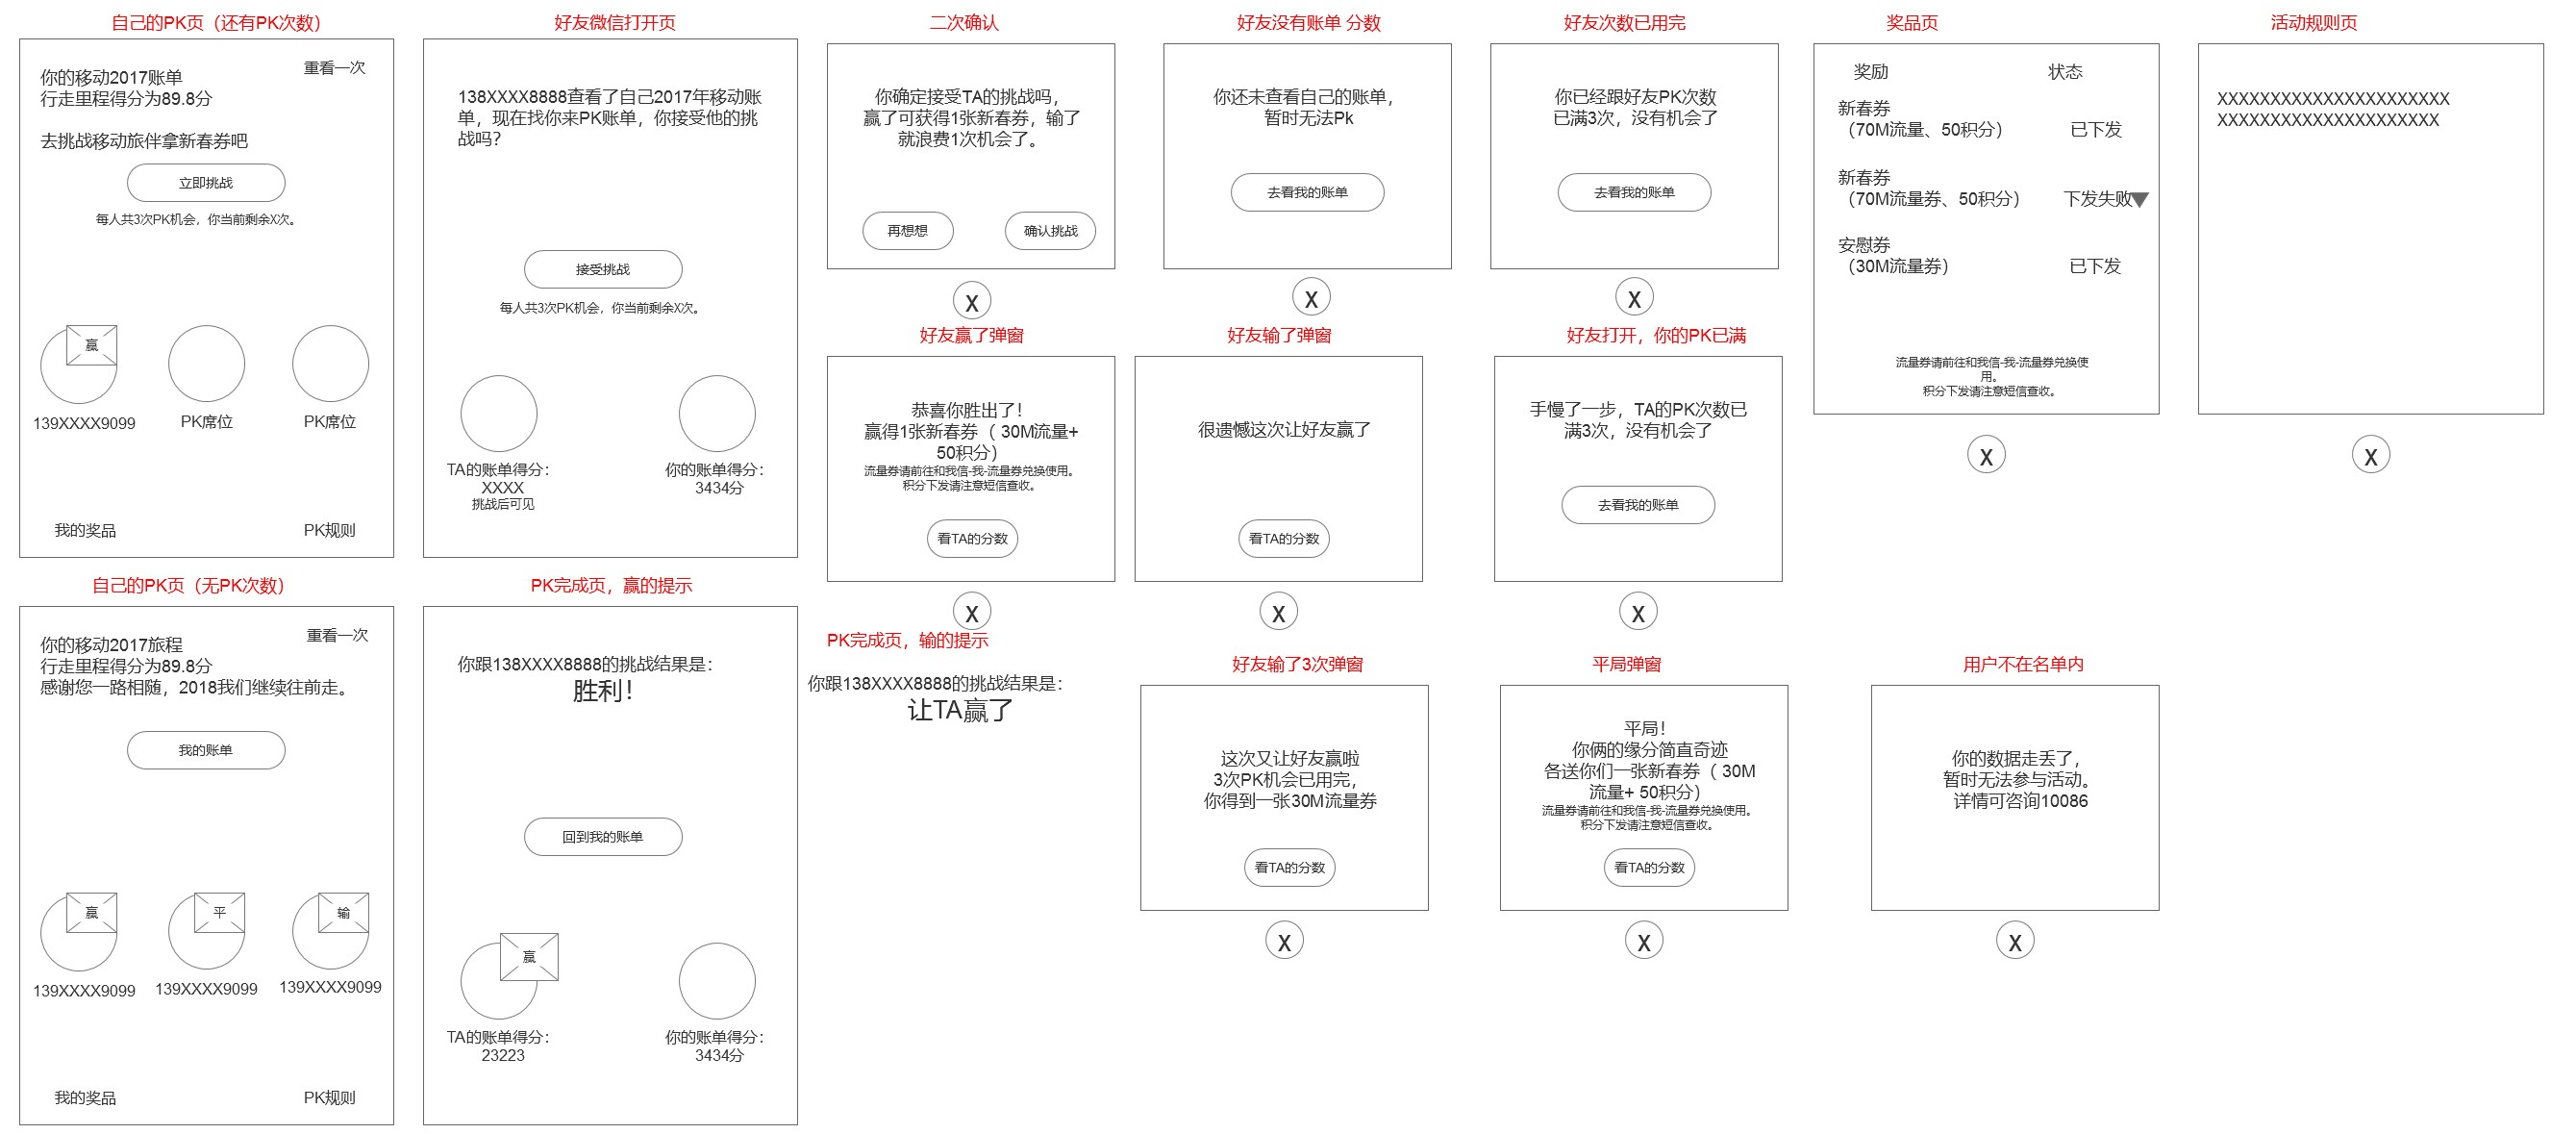 自己的PK页（还有PK次数）
重看一次
你的移动2017账单
行走里程得分为89.8分
去挑战移动旅伴拿新春券吧
立即挑战
每人共3次PK机会，你当前剩余X次。
赢
139XXXX9099
PK席位
PK席位
我的奖品
PK规则
好友微信打开页
138XXXX8888查看了自己2017年移动账
单，现在找你来PK账单，你接受他的挑
战吗？
接受挑战
每人共3次PK机会，你当前剩余X次。
TA的账单得分：
XXXX
挑战后可见
你的账单得分：
3434分
二次确认
你确定接受TA的挑战吗，
赢了可获得1张新春券，输了
就浪费1次机会了。
再想想
确认挑战
X
好友没有账单 分数
你还未查看自己的账单，
暂时无法Pk
去看我的账单
X
好友次数已用完
你已经跟好友PK次数
已满3次，没有机会了
去看我的账单
X
奖品页
奖励
状态
新春券
（70M流量、50积分）
已下发
新春券
（70M流量券、50积分）
下发失败
安慰券
（30M流量券）
已下发
流量券请前往和我信-我-流量券兑换使
用。
积分下发请注意短信查收。
X
活动规则页
XXXXXXXXXXXXXXXXXXXXXX
XXXXXXXXXXXXXXXXXXXXX
X
好友赢了弹窗
恭喜你胜出了！
赢得1张新春券（ 30M流量+
50积分）
流量券请前往和我信-我-流量券兑换使用。
积分下发请注意短信查收。
看TA的分数
X
好友输了弹窗
很遗憾这次让好友赢了
看TA的分数
X
好友打开，你的PK已满
手慢了一步，TA的PK次数已
满3次，没有机会了
去看我的账单
X
自己的PK页（无PK次数）
重看一次
你的移动2017旅程
行走里程得分为89.8分
感谢您一路相随，2018我们继续往前走。
我的账单
赢
平
输
139XXXX9099
139XXXX9099
139XXXX9099
我的奖品
PK规则
PK完成页，赢的提示
你跟138XXXX8888的挑战结果是：
胜利！
回到我的账单
赢
TA的账单得分：
23223
你的账单得分：
3434分
PK完成页，输的提示
你跟138XXXX8888的挑战结果是：
让TA赢了
好友输了3次弹窗
这次又让好友赢啦
3次PK机会已用完，
你得到一张30M流量券
看TA的分数
X
平局弹窗
平局！
你俩的缘分简直奇迹
各送你们一张新春券（ 30M
流量+ 50积分）
流量券请前往和我信-我-流量券兑换使用。
积分下发请注意短信查收。
看TA的分数
X
用户不在名单内
你的数据走丢了，
暂时无法参与活动。
详情可咨询10086
X